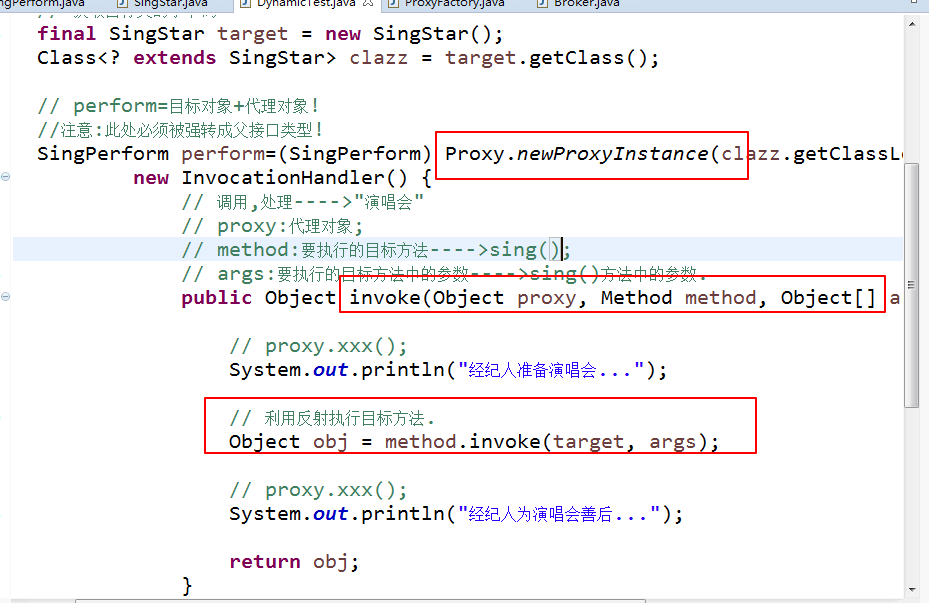 ngPerform.java SingStar.java DynamicTest.java ProxyFactory.java Broker.java
final SingStar target = new SingStar();
Class<? extends SingStar> clazz = target.getClass();
// perform=目标对象+代理对象!
//注意:此处必须被强转成父接口类型!
SingPerform perform=(SingPerform) Proxy.newProxyInstance(clazz.getClassLo
new InvocationHandler() {
// 调用,处理---->"演唱会"
// proxy:代理对象;
// method:要执行的目标方法---->sing();
// args:要执行的目标方法中的参数---->sing()方法中的参数.
public Object invoke(Object proxy, Method method, Object[] a
// proxy.xxx();
System.out.println("经纪人准备演唱会...");
// 利用反射执行目标方法.
Object obj = method.invoke(target, args);
// proxy.xxx();
System.out.println("经纪人为演唱会善后...");
return obj;
}